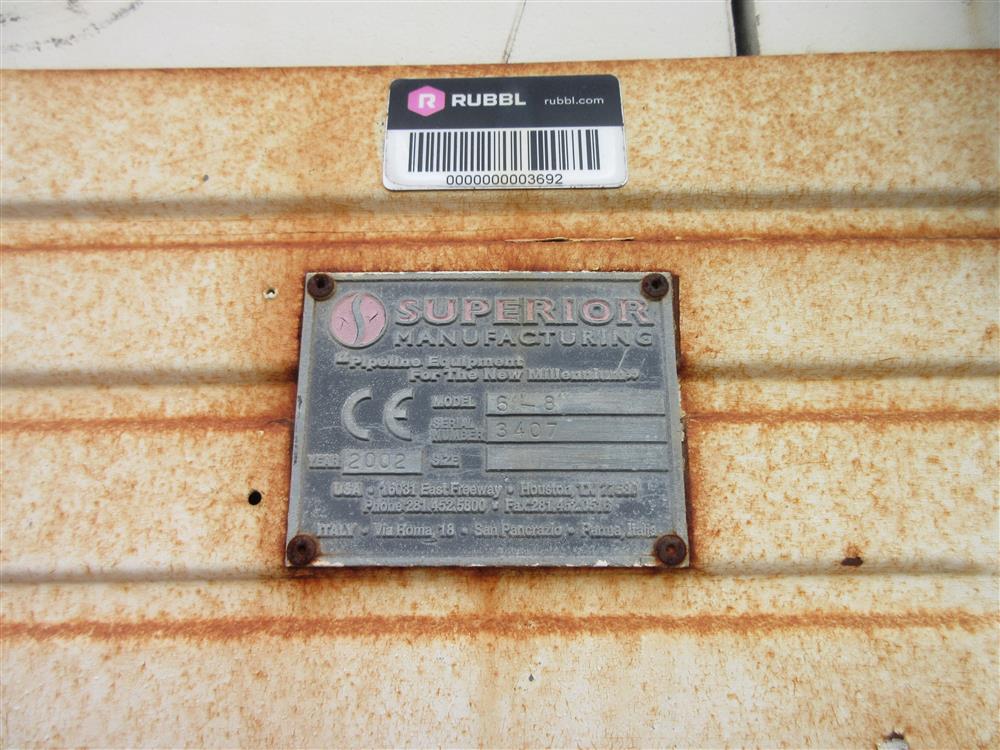 R RUBBL rubbl.com
0000000003692
SUPERIOR
MANUFACTURING
"Pipeline Equipment
For The New Millennium"
CE
MODEL 6"-8"
SERIAL NUMBER 3407
YEAR 2002 SIZE
USA • 16031 East Freeway • Houston, TX
Phone 281.452.5800 • Fax 281.452
ITALY • Via Roma, 18 • San Pancrazio • Parma, Italia